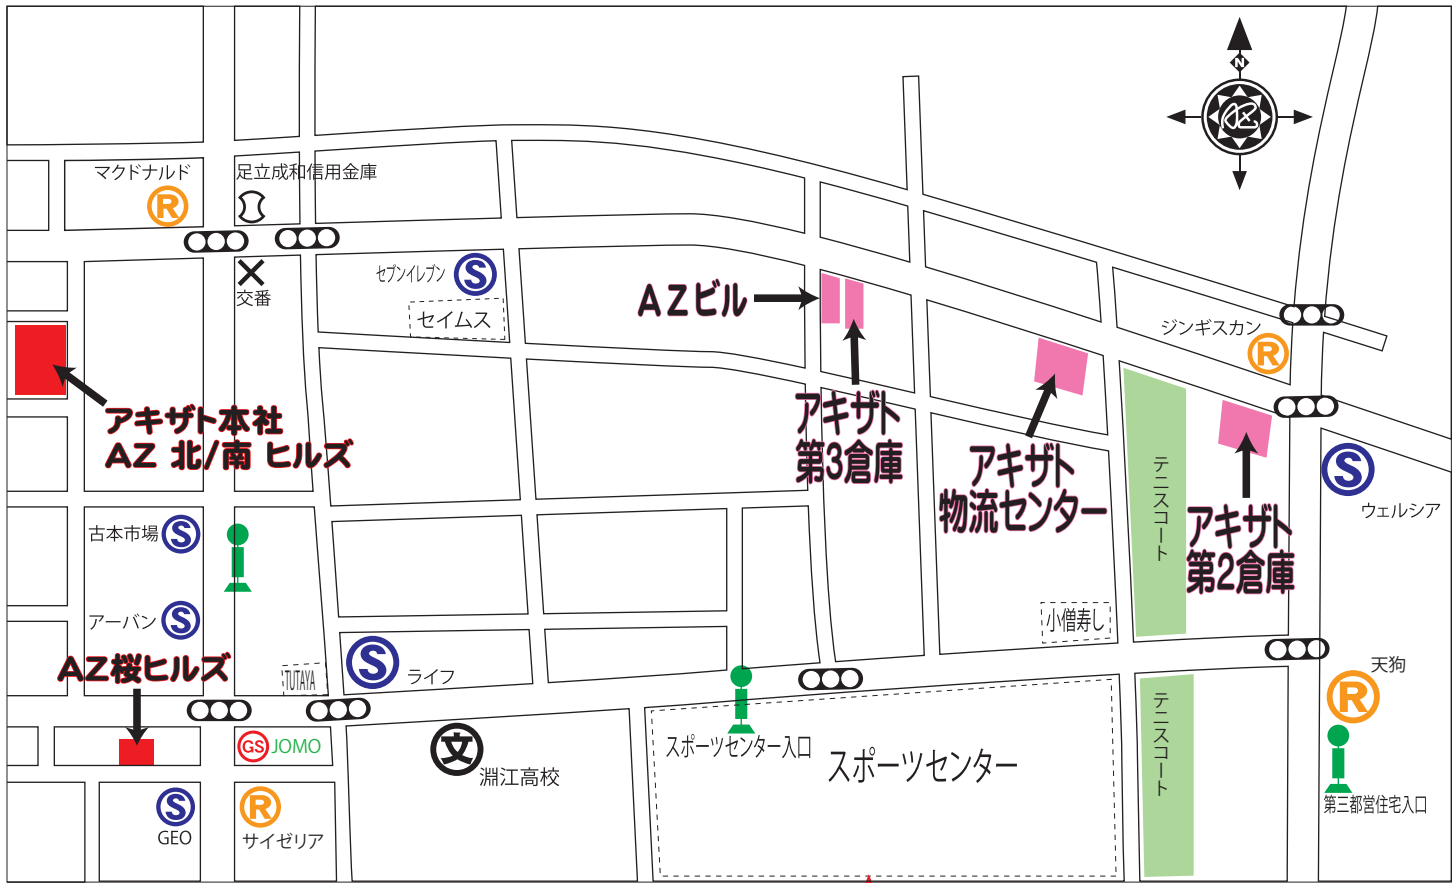 N
マクドナルド
足立成和信用金庫
R
交番
セブンイレブン
S
セイムス
AZビル
ジンギスカン
R
アキザト本社
AZ 北/南 ヒルズ
アキザト
第3倉庫
アキザト
物流センター
テニスコート
アキザト
第2倉庫
S
ウェルシア
古本市場
S
アーバン
S
AZ桜ヒルズ
TUTAYA
S
ライフ
小僧寿し
天狗
R
GS
JOMO
文
淵江高校
スポーツセンター入口
スポーツセンター
テニスコート
S
GEO
R
サイゼリア
第三都営住宅入口